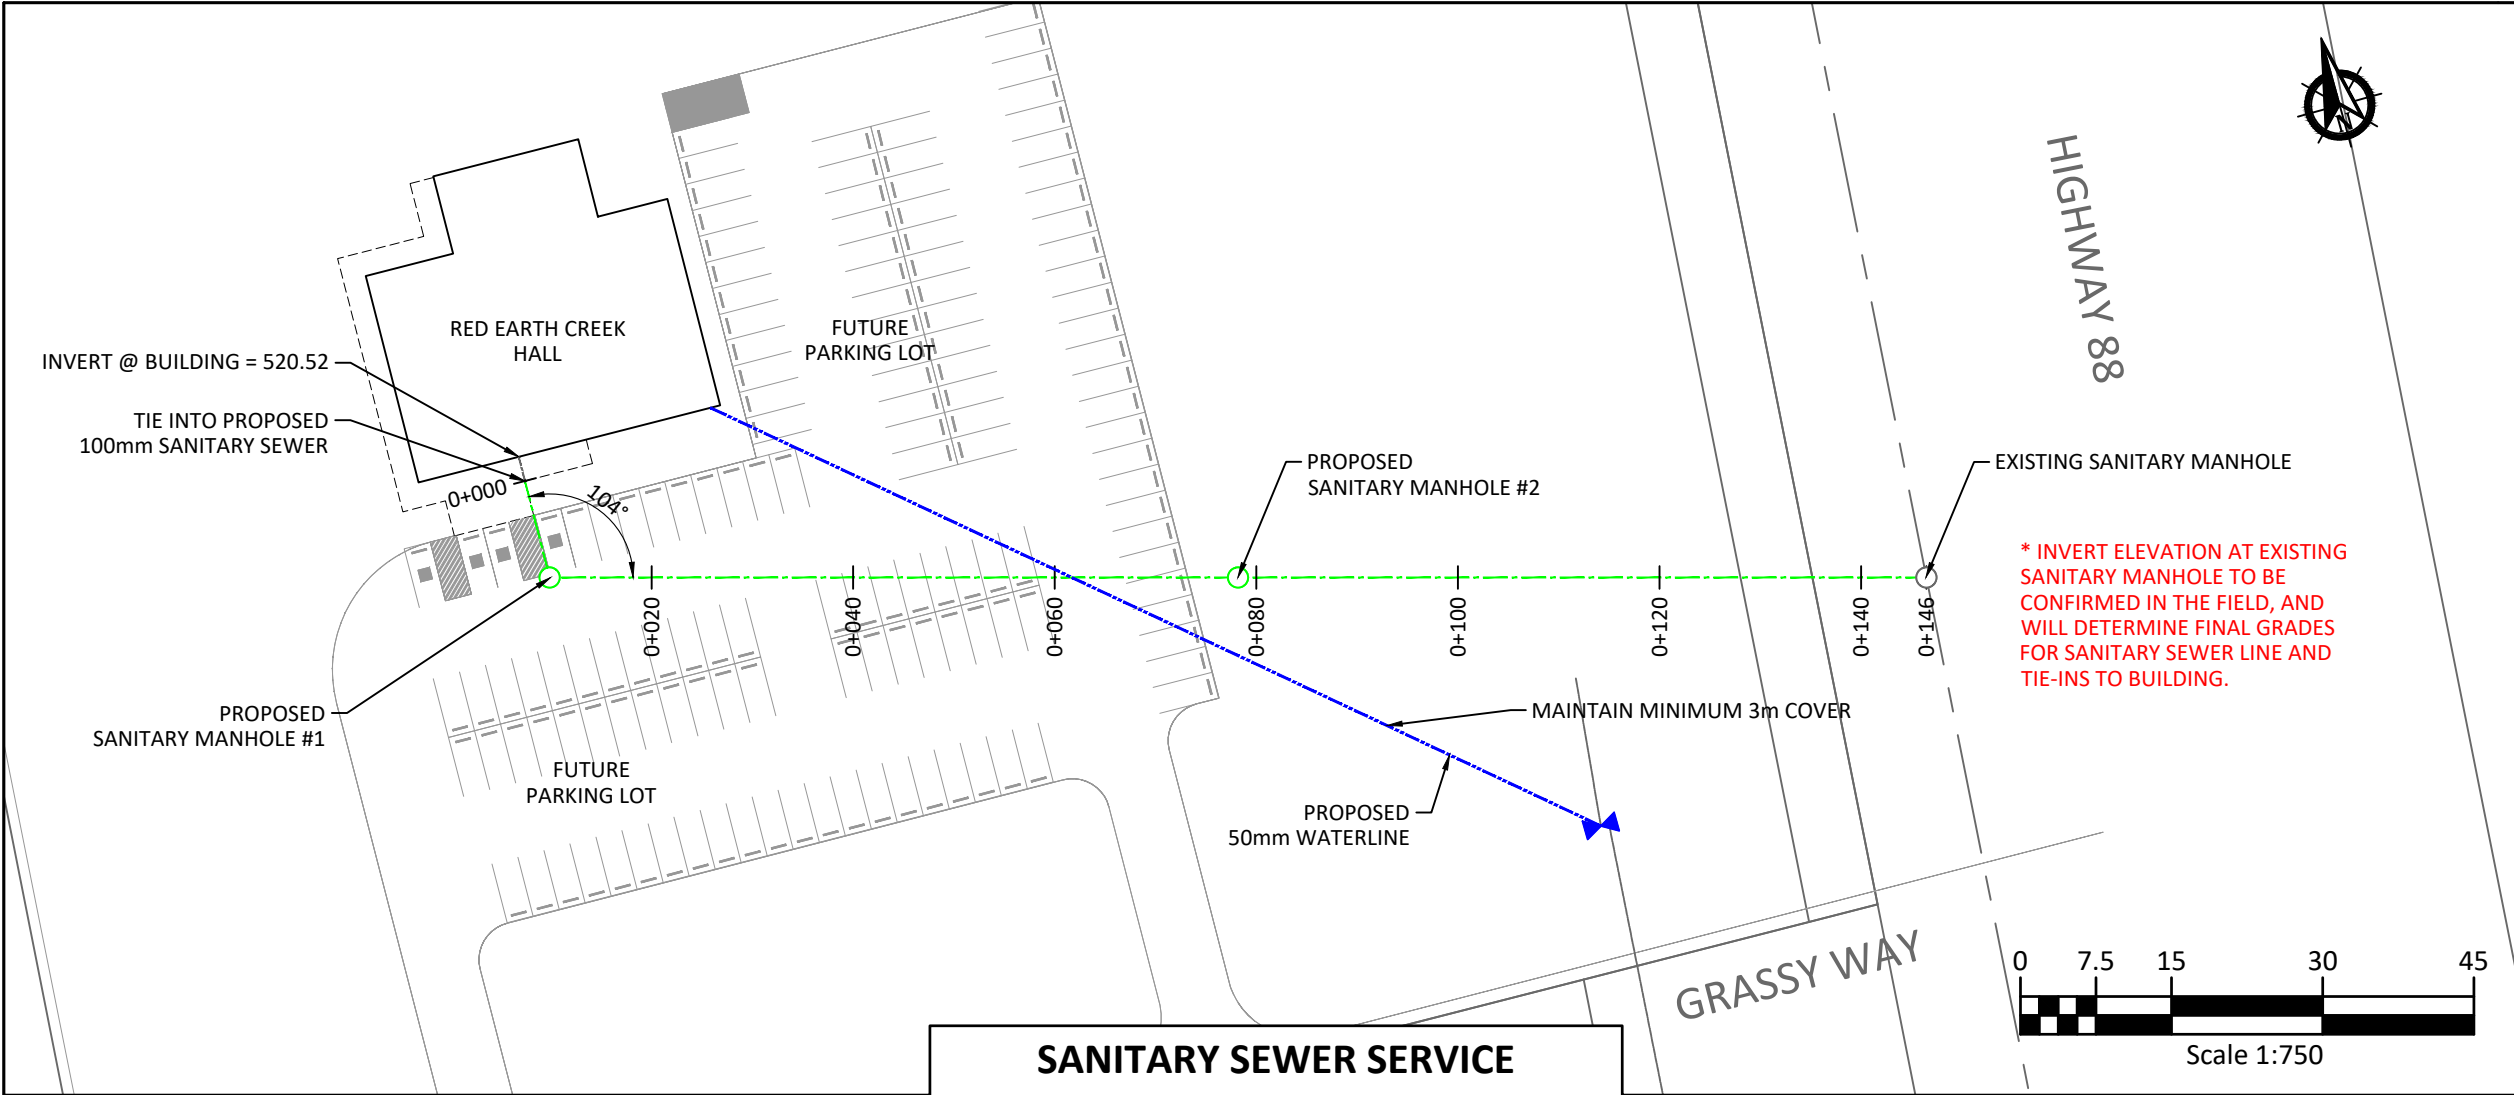 HIGHWAY 88
N
RED EARTH CREEK
HALL
FUTURE
PARKING LOT
INVERT @ BUILDING = 520.52
TIE INTO PROPOSED
100mm SANITARY SEWER
0+000
104°
PROPOSED
SANITARY MANHOLE #2
EXISTING SANITARY MANHOLE
* INVERT ELEVATION AT EXISTING
SANITARY MANHOLE TO BE
CONFIRMED IN THE FIELD, AND
WILL DETERMINE FINAL GRADES
FOR SANITARY SEWER LINE AND
TIE-INS TO BUILDING.
0+020
0+040
0+060
0+080
0+100
0+120
0+140
0+146
PROPOSED
SANITARY MANHOLE #1
MAINTAIN MINIMUM 3m COVER
FUTURE
PARKING LOT
PROPOSED
50mm WATERLINE
GRASSY WAY
0 7.5 15 30 45
Scale 1:750
SANITARY SEWER SERVICE